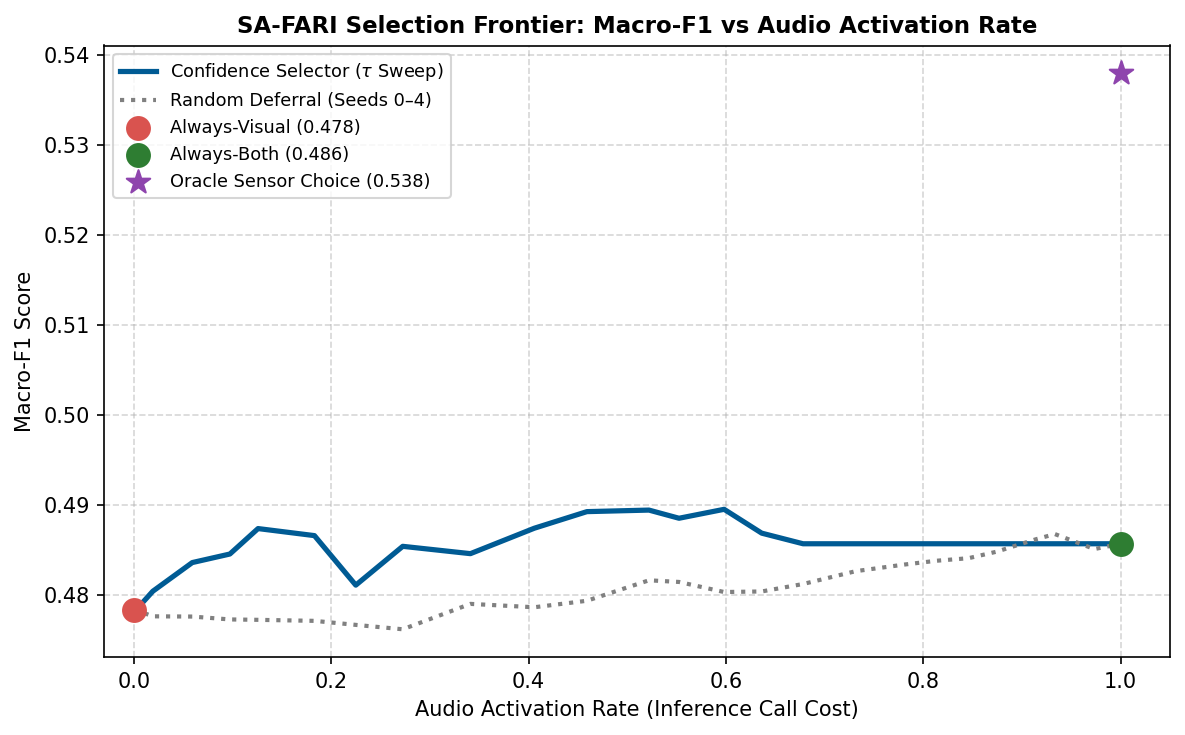 SA-FARI Selection Frontier: Macro-F1 vs Audio Activation Rate
Confidence Selector (τ Sweep)
Random Deferral (Seeds 0–4)
Always-Visual (0.478)
Always-Both (0.486)
Oracle Sensor Choice (0.538)
Macro-F1 Score
0.54
0.53
0.52
0.51
0.50
0.49
0.48
0.0 0.2 0.4 0.6 0.8 1.0
Audio Activation Rate (Inference Call Cost)